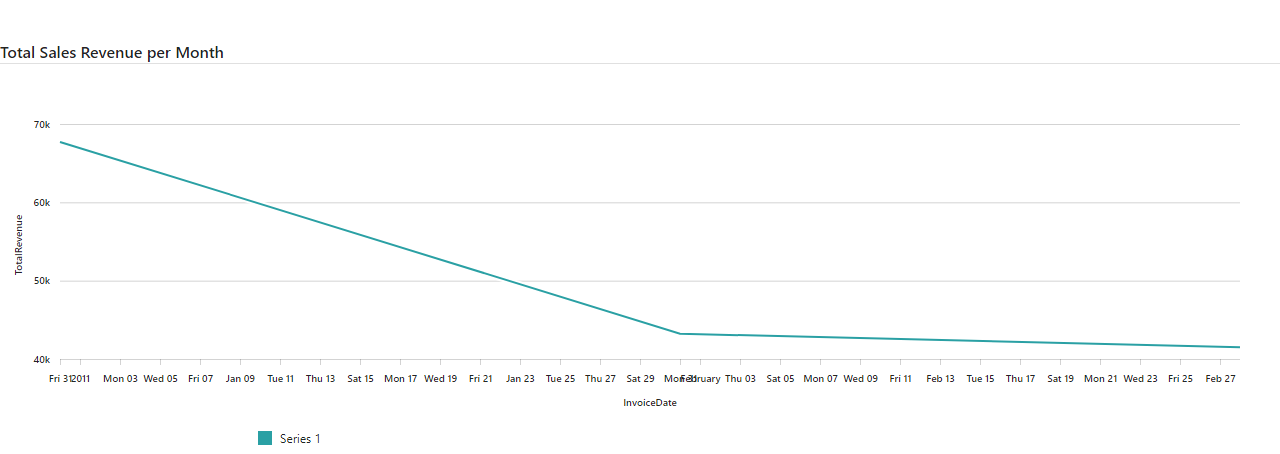 Total Sales Revenue per Month
70k
60k
50k
40k
TotalRevenue
Fri 31 2011 Mon 03 Wed 05 Fri 07 Jan 09 Tue 11 Thu 13 Sat 15 Mon 17 Wed 19 Fri 21 Jan 23 Tue 25 Thu 27 Sat 29 Mon 31 February Thu 03 Sat 05 Mon 07 Wed 09 Fri 11 Feb 13 Tue 15 Thu 17 Sat 19 Mon 21 Wed 23 Fri 25 Feb 27
InvoiceDate
Series 1